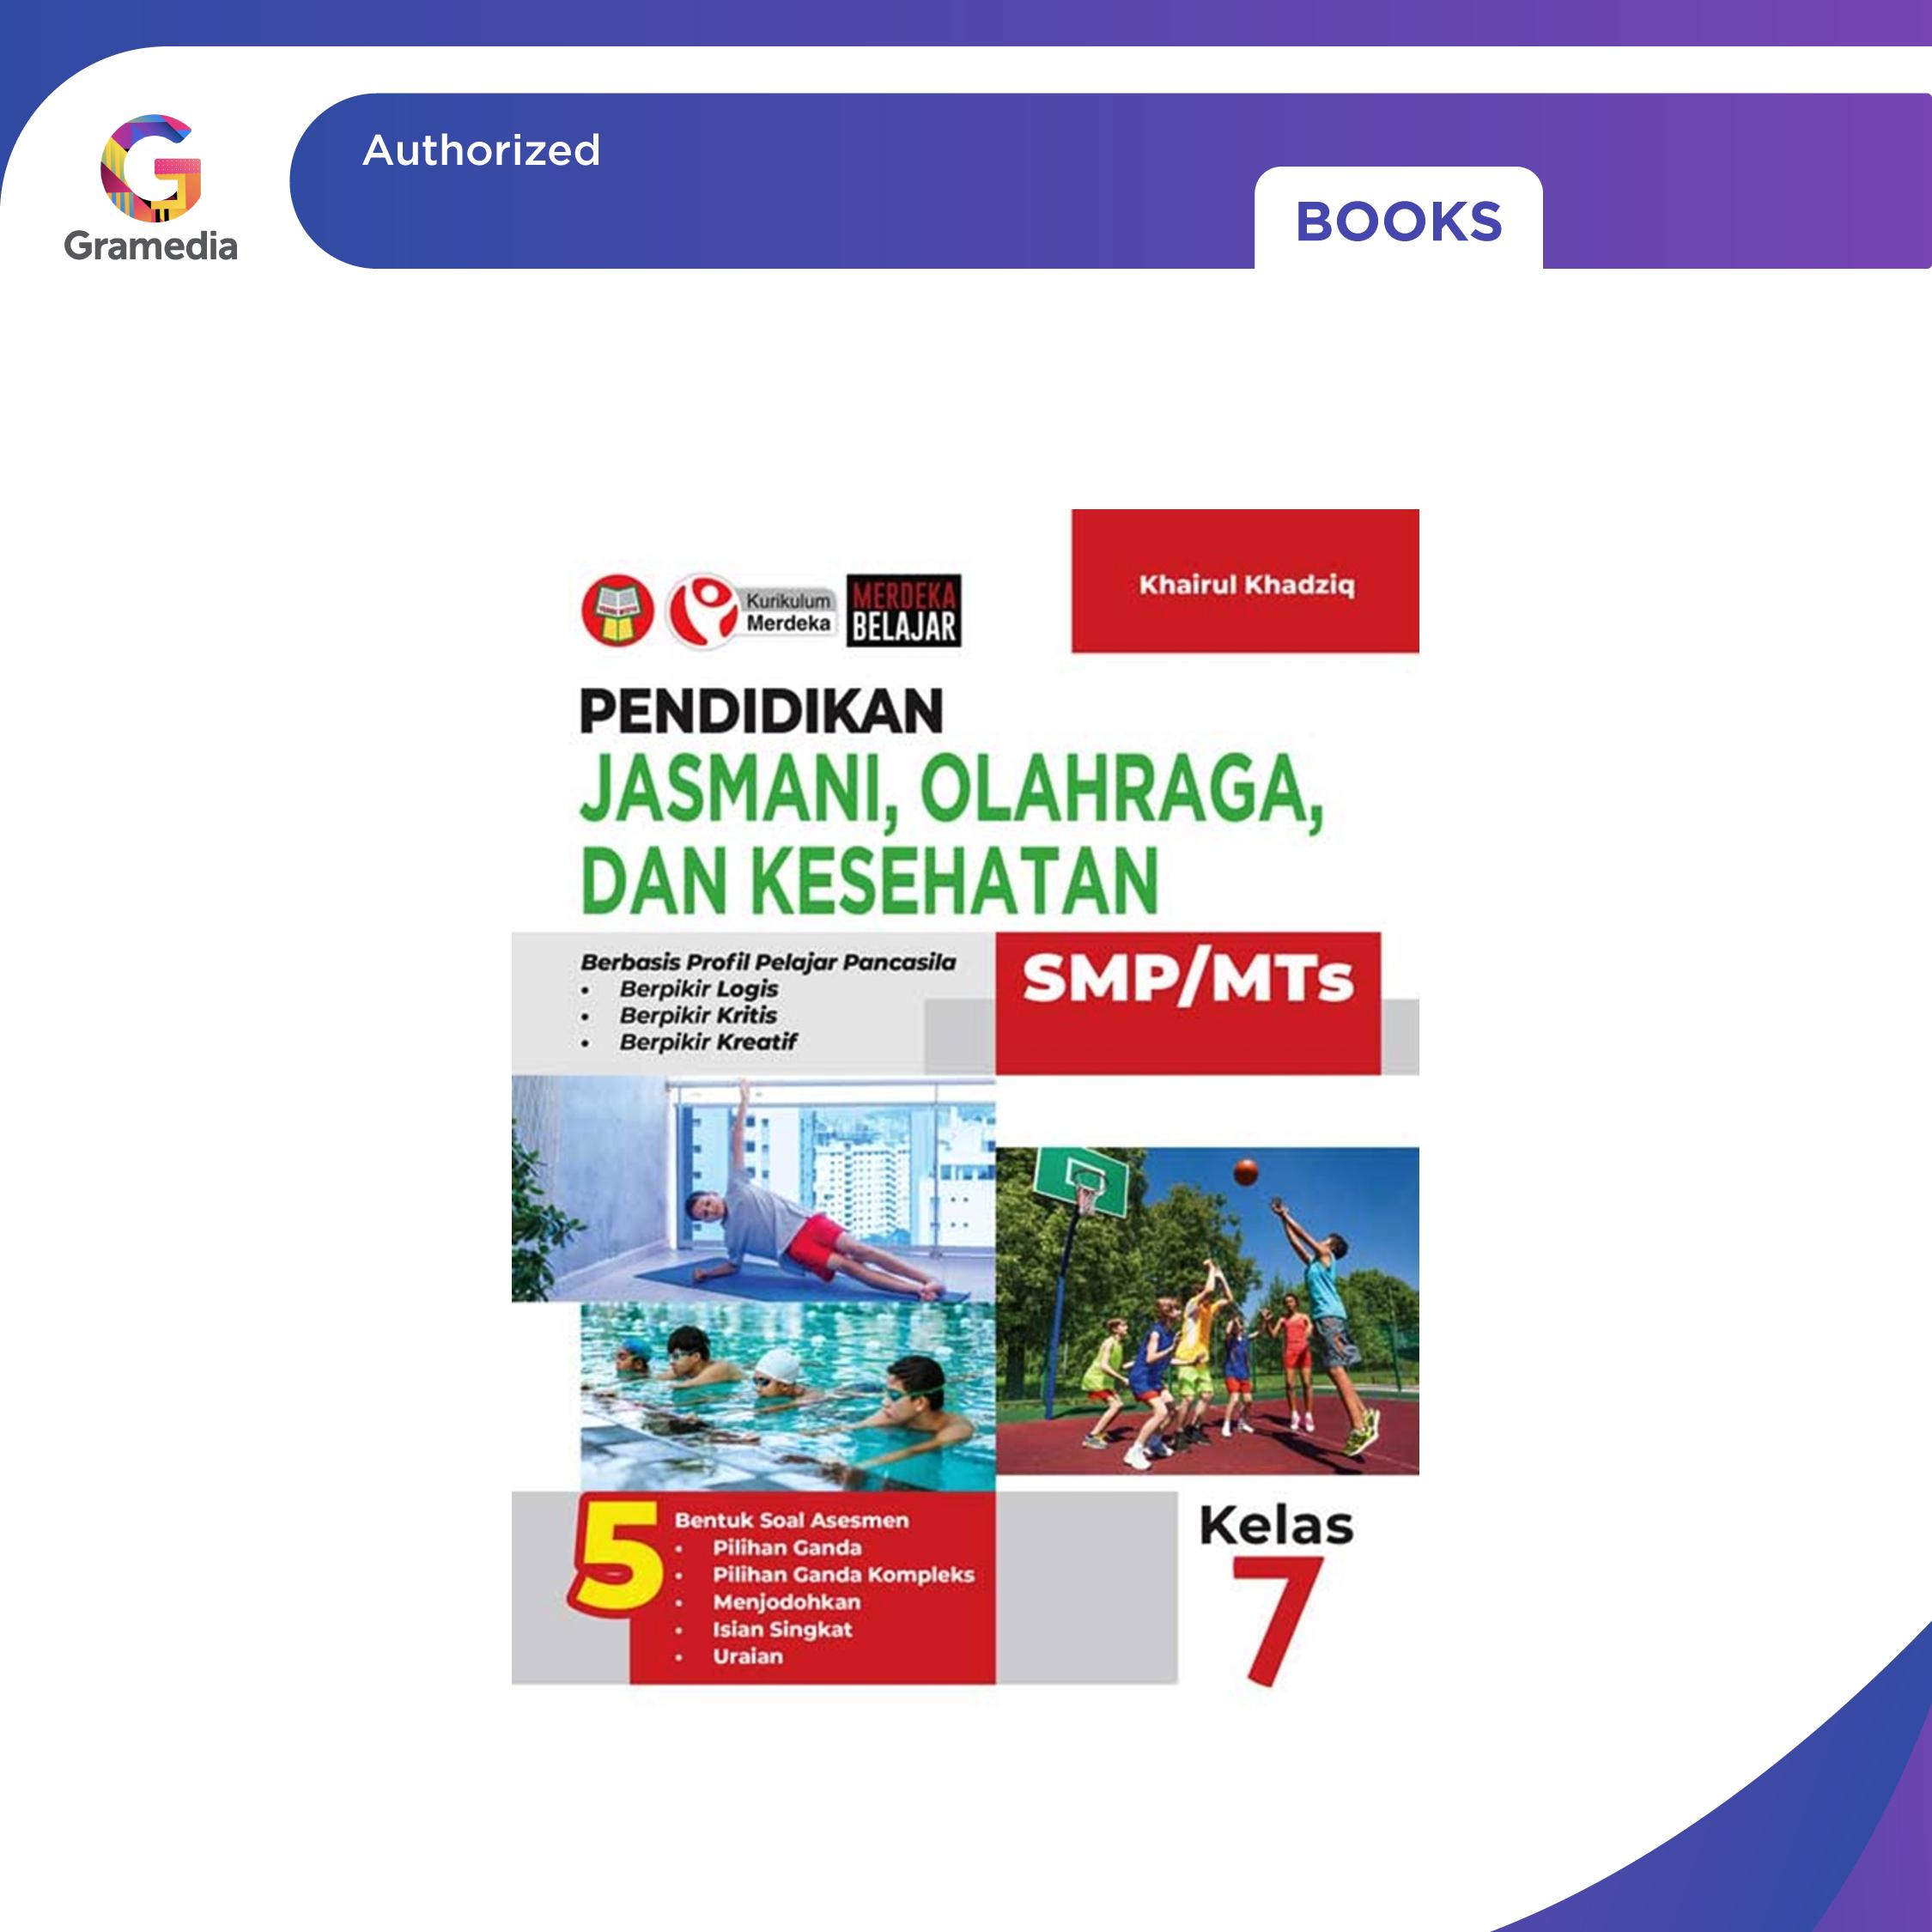 Gramedia
Authorized
BOOKS
Khairul Khadziq
Kurikulum
Merdeka
MERDEKA
BELAJAR
PENDIDIKAN
JASMANI, OLAHRAGA,
DAN KESEHATAN
Berbasis Profil Pelajar Pancasila
• Berpikir Logis
• Berpikir Kritis
• Berpikir Kreatif
SMP/MTs
5
Bentuk Soal Asesmen
• Pilihan Ganda
• Pilihan Ganda Kompleks
• Menjodohkan
• Isian Singkat
• Uraian
Kelas
7